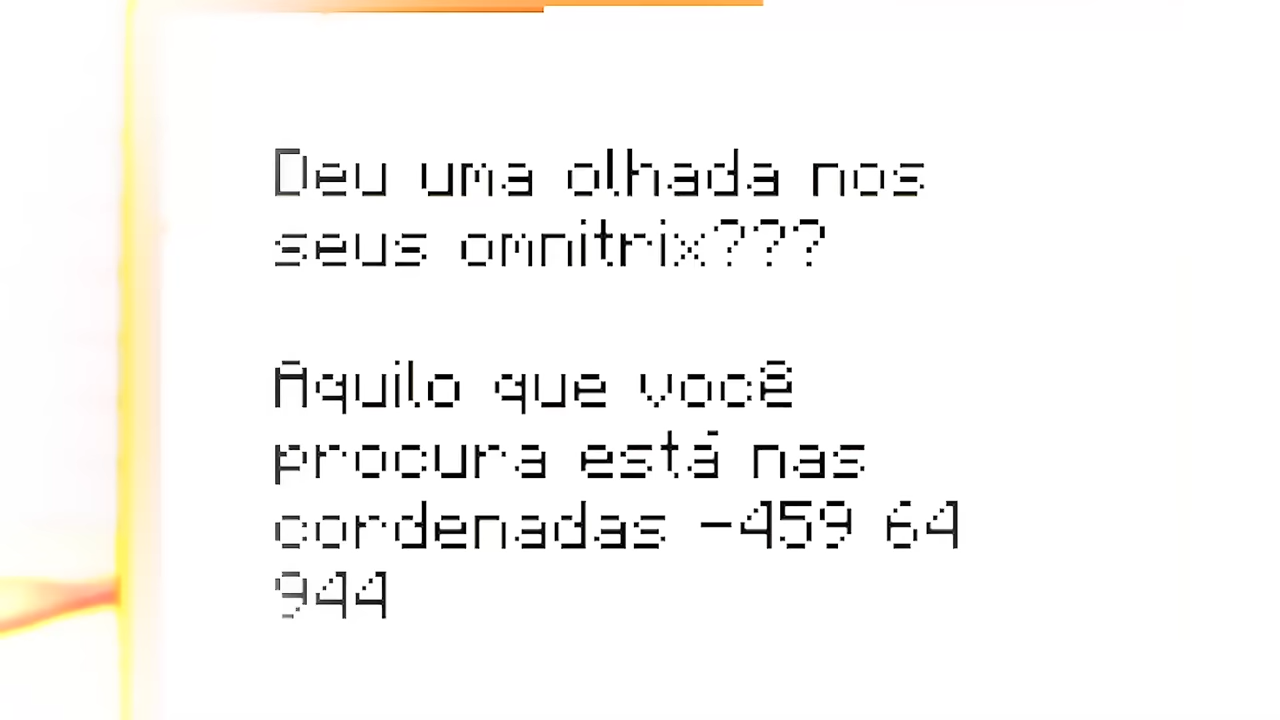 Deu uma olhada nos
seus omnitrix???
Aquilo que você
procura está nas
cordenadas -459 64
944